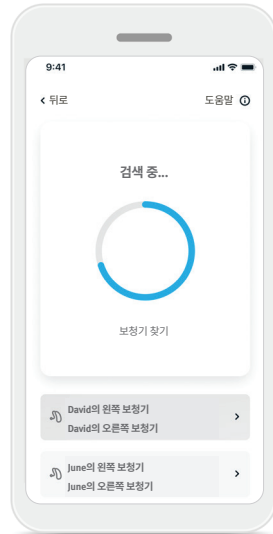 9:41
뒤로
도움말
검색 중...
보청기 찾기
David의 왼쪽 보청기
David의 오른쪽 보청기
June의 왼쪽 보청기
June의 오른쪽 보청기